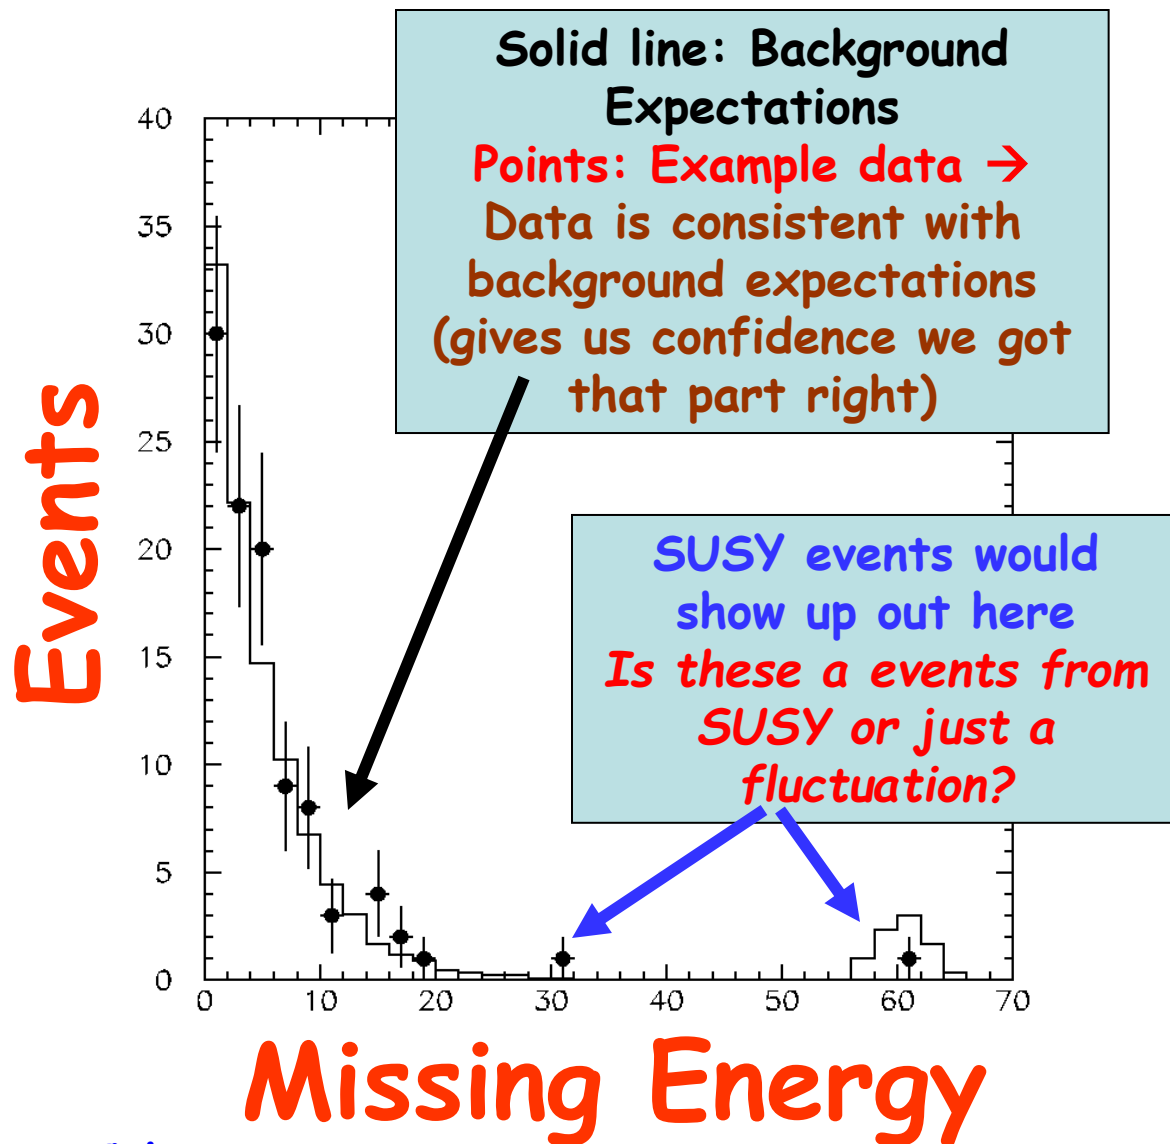 Solid line: Background
Expectations
Points: Example data →
Data is consistent with
background expectations
(gives us confidence we got
that part right)
40
35
30
25
20
15
10
5
0
Events
SUSY events would
show up out here
Is these a events from
SUSY or just a
fluctuation?
0 10 20 30 40 50 60 70
Missing Energy